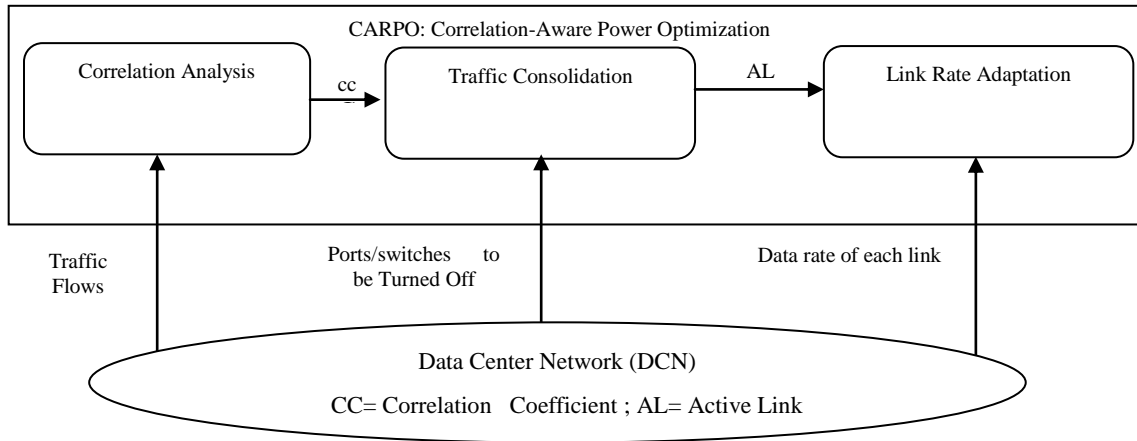 CARPO: Correlation-Aware Power Optimization
Correlation Analysis
cc
Traffic Consolidation
AL
Link Rate Adaptation
Traffic
Flows
Ports/switches to
be Turned Off
Data rate of each link
Data Center Network (DCN)
CC= Correlation Coefficient ; AL= Active Link